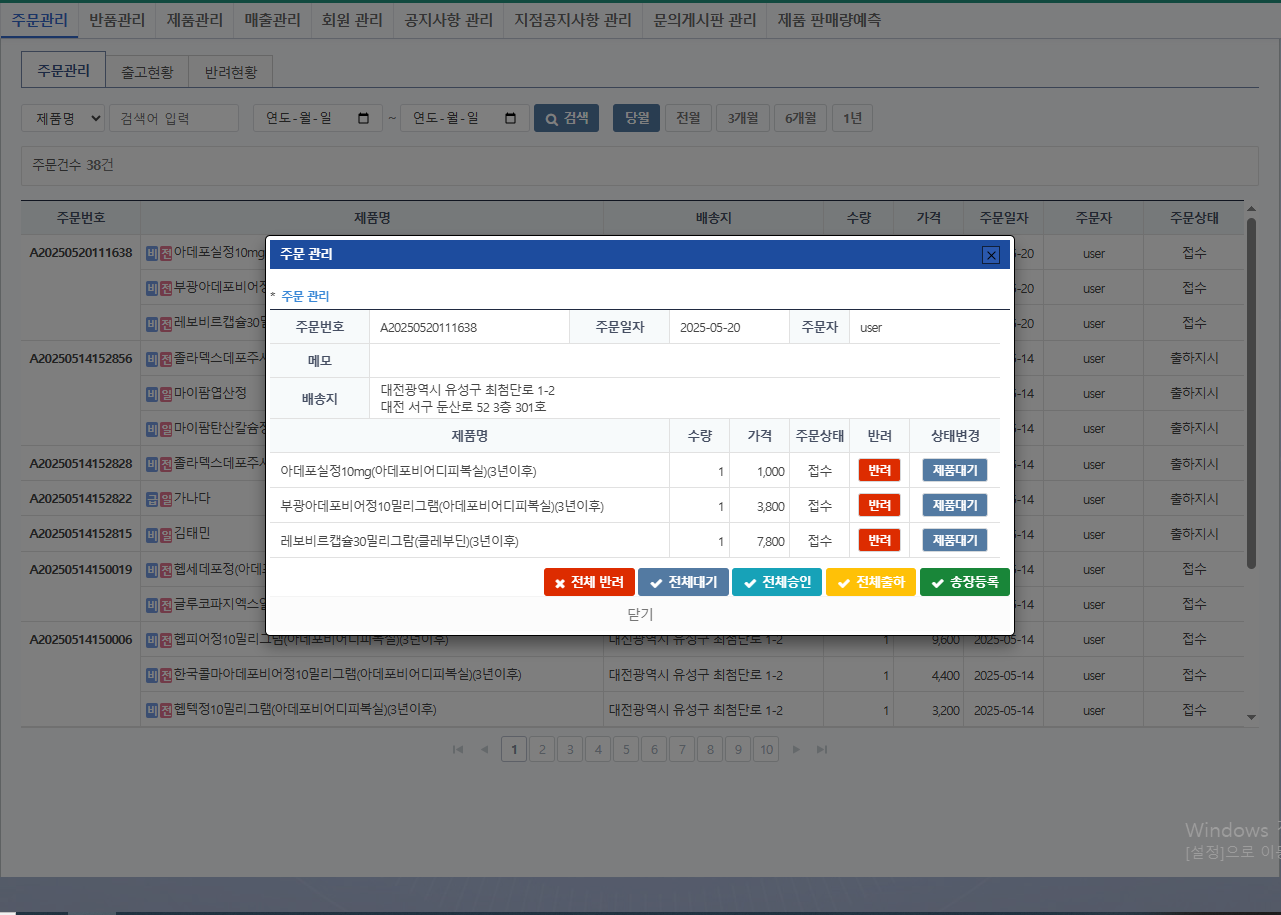 주문관리 반품관리 제품관리 매출관리 회원 관리 공지사항 관리 지점공지사항 관리 문의게시판 관리 제품 판매량예측
주문관리 출고현황 반려현황
제품명 검색어 입력 연도-월-일 ~ 연도-월-일 검색 당월 전월 3개월 6개월 1년
주문건수 38건
주문번호 제품명 배송지 수량 가격 주문일자 주문자 주문상태
A20250520111638 비 전 아데포실정10mg -20 user 접수
비 전 부광아데포비어정 -20 user 접수
비 전 레보비르캡슐30밀 -20 user 접수
A20250514152856 비 전 졸라덱스데포주사 -14 user 출하지시
비 일 마이팜엽산정 -14 user 출하지시
비 일 마이팜탄산칼슘정 -14 user 출하지시
A20250514152828 비 전 졸라덱스데포주사 -14 user 출하지시
A20250514152822 급 일 가나다 -14 user 출하지시
A20250514152815 비 일 김태민 -14 user 출하지시
A20250514150019 비 전 헵세데포정(아데 -14 user 접수
비 전 글루코파지엑스알 -14 user 접수
A20250514150006 비 전 헵피어정10밀리그램(아데포비어디피복실)(3년이후) 대전광역시 유성구 최첨단로 1-2 1 9,600 2025-05-14 user 접수
비 전 한국콜마아데포비어정10밀리그램(아데포비어디피복실)(3년이후) 대전광역시 유성구 최첨단로 1-2 1 4,400 2025-05-14 user 접수
비 전 헵텍정10밀리그램(아데포비어디피복실)(3년이후) 대전광역시 유성구 최첨단로 1-2 1 3,200 2025-05-14 user 접수
1 2 3 4 5 6 7 8 9 10
주문 관리
* 주문 관리
주문번호 A20250520111638 주문일자 2025-05-20 주문자 user
메모
배송지 대전광역시 유성구 최첨단로 1-2
대전 서구 둔산로 52 3층 301호
제품명 수량 가격 주문상태 반려 상태변경
아데포실정10mg(아데포비어디피복실)(3년이후) 1 1,000 접수 반려 제품대기
부광아데포비어정10밀리그램(아데포비어디피복실)(3년이후) 1 3,800 접수 반려 제품대기
레보비르캡슐30밀리그람(클레부딘)(3년이후) 1 7,800 접수 반려 제품대기
전체 반려 전체대기 전체승인 전체출하 송장등록
닫기
Windows
[설정]으로